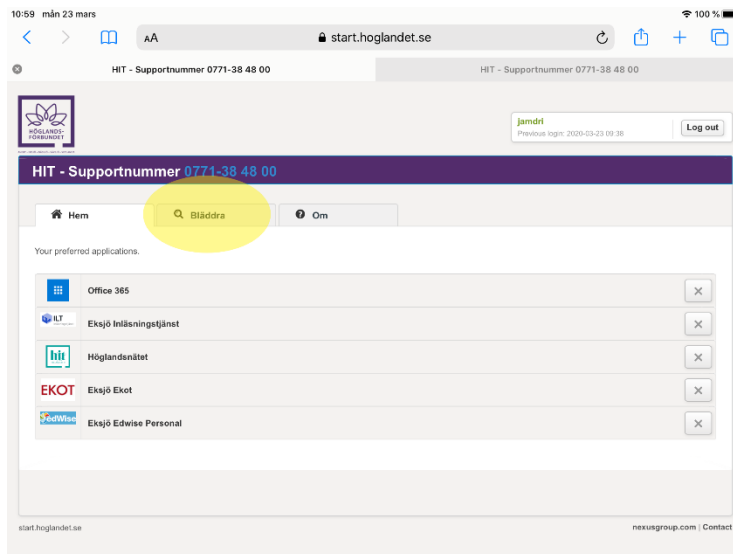 10:59 mån 23 mars
100 %
AA
start.hoglandet.se
HIT - Supportnummer 0771-38 48 00
HIT - Supportnummer 0771-38 48 00
HÖGLANDS-
FÖRBUNDET
jamdri
Previous login: 2020-03-23 09:38
Log out
HIT - Supportnummer 0771-38 48 00
Hem
Bläddra
Om
Your preferred applications.
Office 365
ILT
Eksjö Inläsningstjänst
hit
Höglandsnätet
EKOT
Eksjö Ekot
edWise
Eksjö Edwise Personal
start.hoglandet.se
nexusgroup.com | Contact